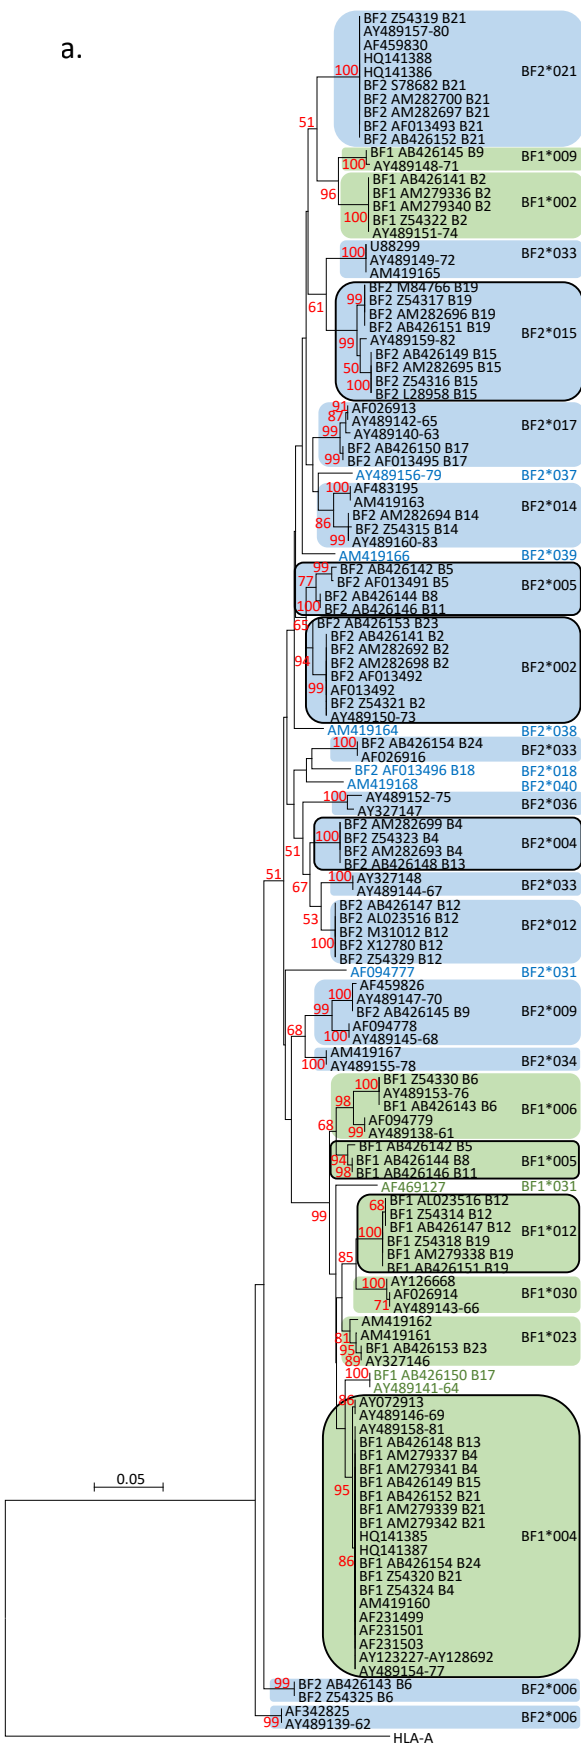 a.
BF2 Z54319 B21
AY489157-80
AF459830
HQ141388
100 HQ141386 BF2*021
BF2 S78682 B21
BF2 AM282700 B21
BF2 AM282697 B21
51 BF2 AF013493 B21
BF2 AB426152 B21
BF1 AB426145 B9 BF1*009
100 AY489148-71
BF1 AB426141 B2
96 BF1 AM279336 B2
BF1 AM279340 B2 BF1*002
100 BF1 Z54322 B2
AY489151-74
U88299
100 AY489149-72 BF2*033
AM419165
BF2 M84766 B19
99 BF2 Z54317 B19
61 BF2 AM282696 B19
BF2 AB426151 B19 BF2*015
99 AY489159-82
BF2 AB426149 B15
50 BF2 AM282695 B15
100 BF2 Z54316 B15
BF2 L28958 B15
91 AF026913
87 AY489142-65
99 AY489140-63 BF2*017
BF2 AB426150 B17
99 BF2 AF013495 B17
AY489156-79 BF2*037
100 AF483195
AM419163
86 BF2 AM282694 B14 BF2*014
BF2 Z54315 B14
99 AY489160-83
AM419166 BF2*039
99 BF2 AB426142 B5
77 BF2 AF013491 B5 BF2*005
BF2 AB426144 B8
100 BF2 AB426146 B11
65 BF2 AB426153 B23
BF2 AB426141 B2
BF2 AM282692 B2
94 BF2 AM282698 B2 BF2*002
BF2 AF013492
99 AF013492
BF2 Z54321 B2
AY489150-73
AM419164 BF2*038
100 BF2 AB426154 B24 BF2*033
AF026916
BF2 AF013496 B18 BF2*018
AM419168 BF2*040
100 AY489152-75 BF2*036
AY327147
BF2 AM282699 B4
100 BF2 Z54323 B4 BF2*004
51 BF2 AM282693 B4
BF2 AB426148 B13
100 AY327148 BF2*033
67 AY489144-67
BF2 AB426147 B12
53 BF2 AL023516 B12
BF2 M31012 B12 BF2*012
100 BF2 X12780 B12
BF2 Z54329 B12
51
AF094777 BF2*031
AF459826
100 AY489147-70
99 BF2 AB426145 B9 BF2*009
AF094778
68 100 AY489145-68
AM419167 BF2*034
100 AY489155-78
100 BF1 Z54330 B6
AY489153-76
98 BF1 AB426143 B6 BF1*006
68 AF094779
99 AY489138-61
BF1 AB426142 B5
94 BF1 AB426144 B8 BF1*005
98 BF1 AB426146 B11
AF469127 BF1*031
99 68 BF1 AL023516 B12
BF1 Z54314 B12
BF1 AB426147 B12 BF1*012
100 BF1 Z54318 B19
BF1 AM279338 B19
85 BF1 AB426151 B19
100 AY126668
AF026914 BF1*030
71 AY489143-66
AM419162
81 AM419161
95 BF1 AB426153 B23 BF1*023
89 AY327146
100 BF1 AB426150 B17
AY489141-64
86 AY072913
AY489146-69
AY489158-81
BF1 AB426148 B13
BF1 AM279337 B4
BF1 AM279341 B4
BF1 AB426149 B15
0.05 95 BF1 AB426152 B21
BF1 AM279339 B21
BF1 AM279342 B21
HQ141385 BF1*004
HQ141387
86 BF1 AB426154 B24
BF1 Z54320 B21
BF1 Z54324 B4
AM419160
AF231499
AF231501
AF231503
AY123227-AY128692
AY489154-77
99 BF2 AB426143 B6 BF2*006
BF2 Z54325 B6
AF342825 BF2*006
99 AY489139-62
HLA-A